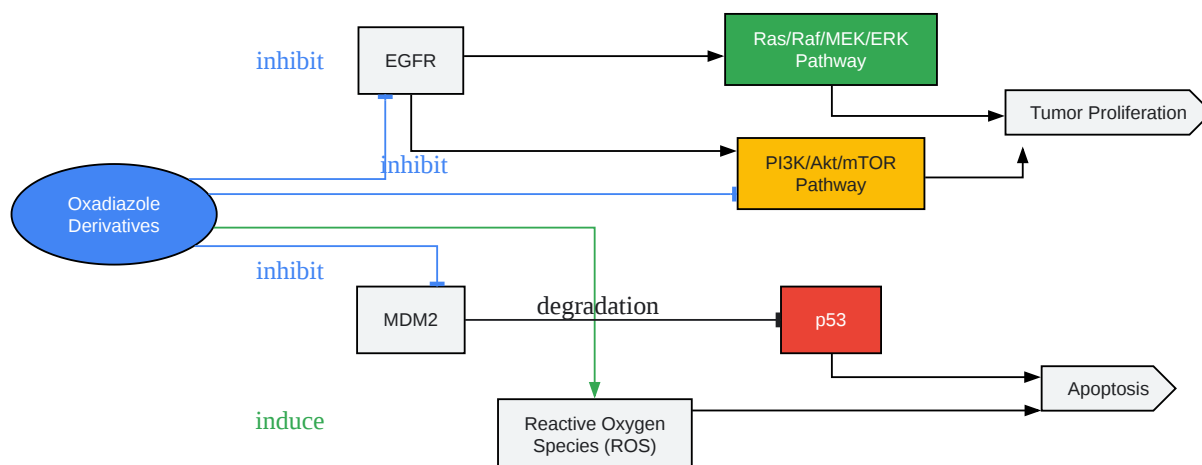 Ras/Raf/MEK/ERK
Pathway
inhibit
EGFR
Tumor Proliferation
inhibit
PI3K/Akt/mTOR
Pathway
Oxadiazole
Derivatives
inhibit
degradation
MDM2
p53
Apoptosis
induce
Reactive Oxygen
Species (ROS)